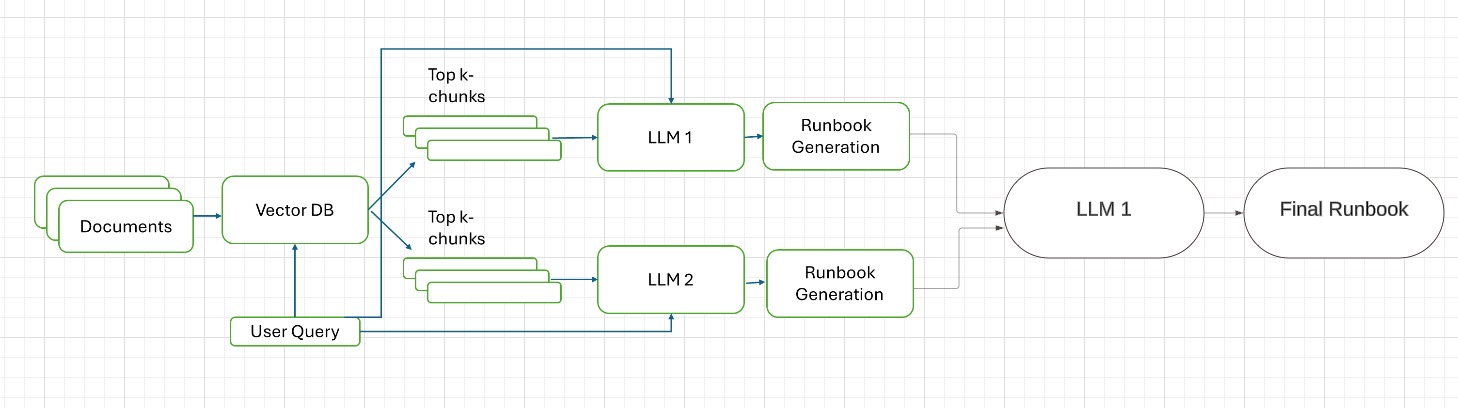 Top k-
chunks
LLM 1
Runbook
Generation
Documents
Vector DB
Top k-
chunks
LLM 2
Runbook
Generation
User Query
LLM 1
Final Runbook